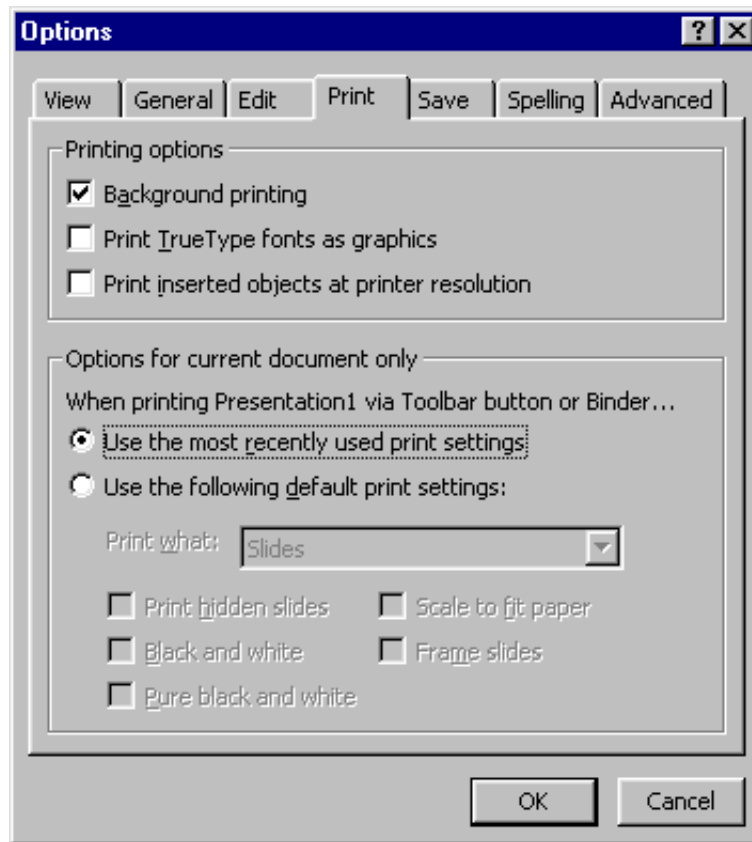 Options
View General Edit Print Save Spelling Advanced
Printing options
Background printing
Print TrueType fonts as graphics
Print inserted objects at printer resolution
Options for current document only
When printing Presentation1 via Toolbar button or Binder...
Use the most recently used print settings
Use the following default print settings:
Print what: Slides
Print hidden slides Scale to fit paper
Black and white Frame slides
Pure black and white
OK Cancel